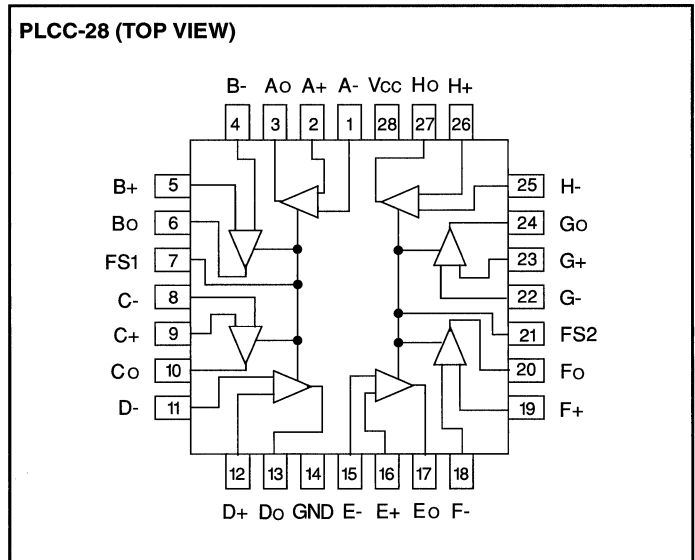 PLCC-28 (TOP VIEW)
B- Ao A+ A- Vcc Ho H+
4 3 2 1 28 27 26
B+ 5 25 H-
Bo 6 24 Go
FS1 7 23 G+
C- 8 22 G-
C+ 9 21 FS2
Co 10 20 Fo
D- 11 19 F+
12 13 14 15 16 17 18
D+ Do GND E- E+ Eo F-